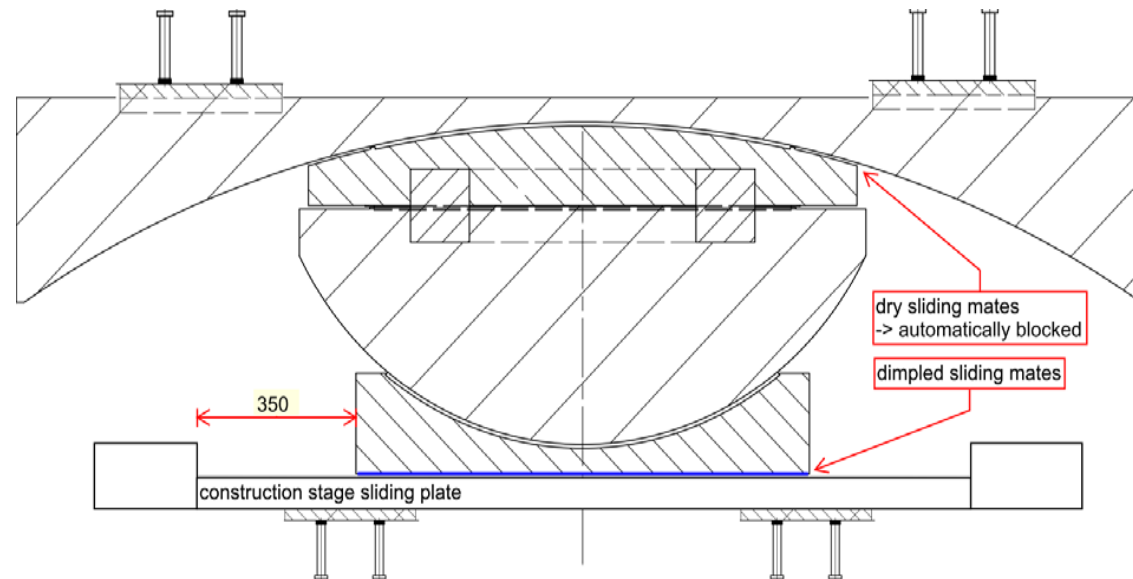 dry sliding mates
-> automatically blocked
dimpled sliding mates
350
construction stage sliding plate